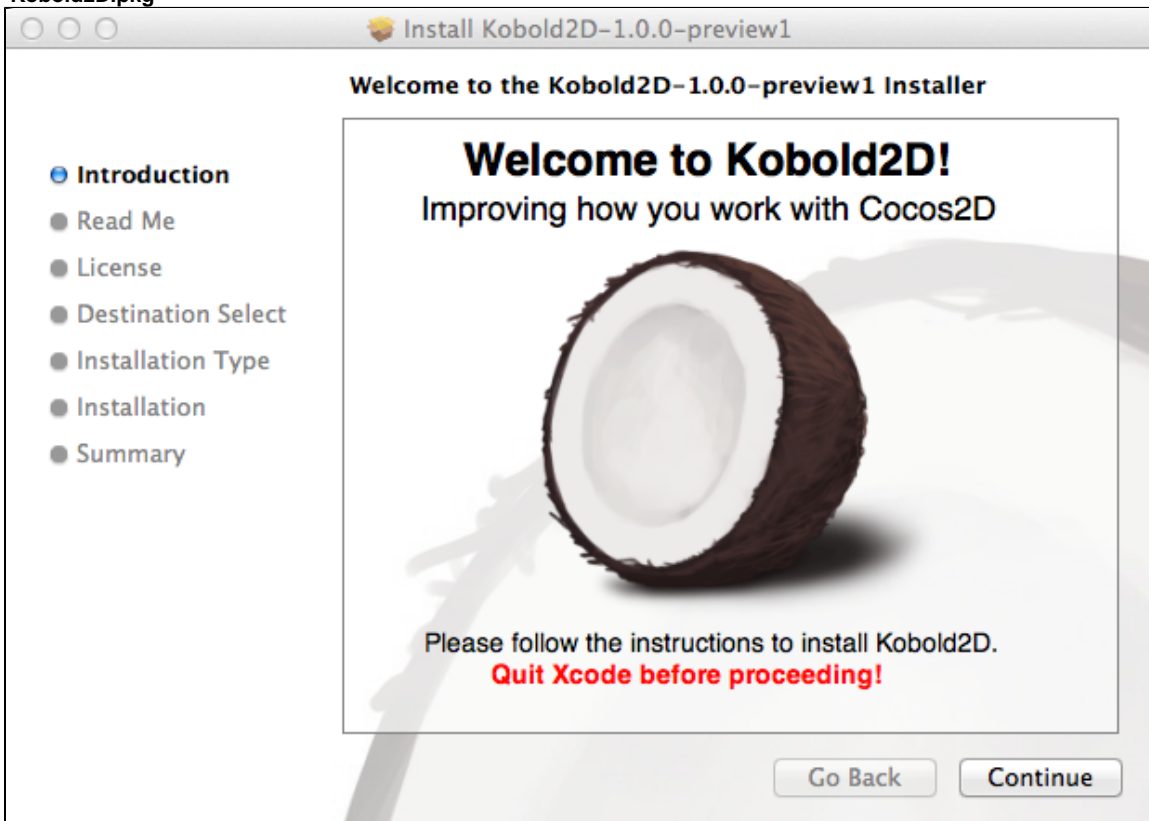 Kobold2D.pkg
Install Kobold2D-1.0.0-preview1
Welcome to the Kobold2D-1.0.0-preview1 Installer
Introduction
Read Me
License
Destination Select
Installation Type
Installation
Summary
Welcome to Kobold2D!
Improving how you work with Cocos2D
Please follow the instructions to install Kobold2D.
Quit Xcode before proceeding!
Go Back
Continue